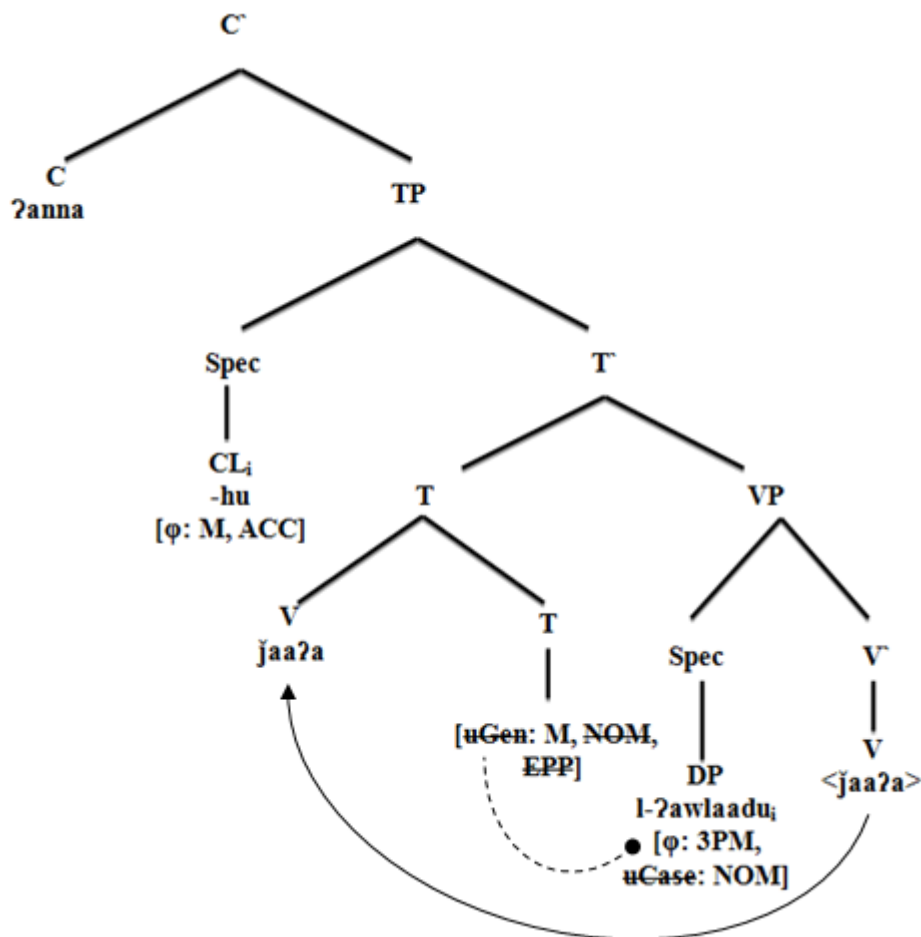 C`
C
ʔanna
TP
Spec
T`
CLᵢ
-hu
[φ: M, ACC]
T
VP
V
ǰaaʔa
T
Spec
V`
[uGen: M, NOM,
EPP]
DP
l-ʔawlaaduᵢ
[φ: 3PM,
uCase: NOM]
V
<ǰaaʔa>